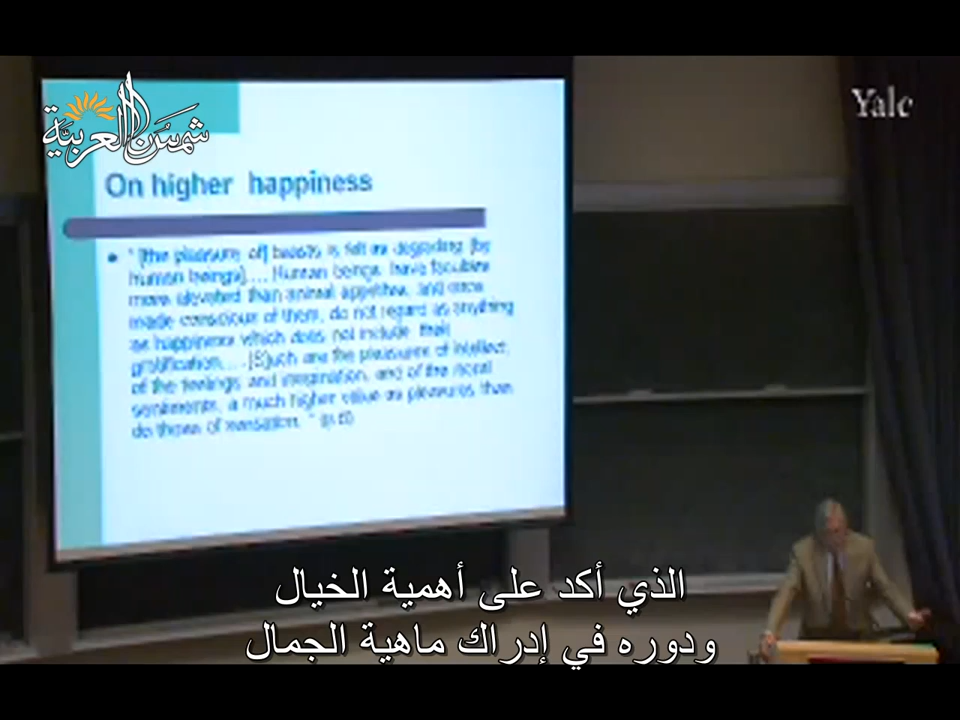 شمس العربية
Yale
On higher happiness
" [the pleasure of] beasts is felt as degrading [by
human beings].... Human beings have faculties
more elevated than animal appetites, and once
made conscious of them, do not regard as anything
as happiness which does not include their
gratification.... [S]uch are the pleasures of intellect,
of the feelings and imagination, and of the moral
sentiments, a much higher value as pleasures than
do those of sensation. "
الذي أكد على أهمية الخيال
ودوره في إدراك ماهية الجمال